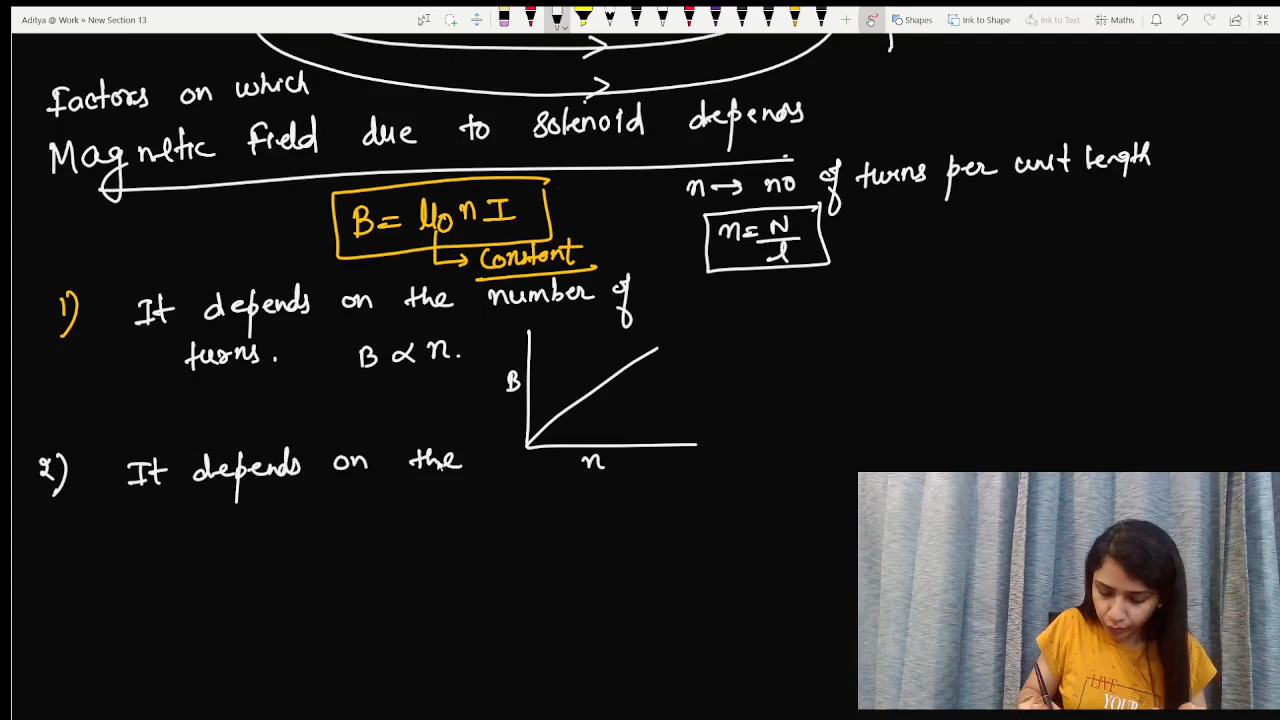 Aditya @ Work » New Section 13
Shapes
Ink to Shape
Ink to Text
Maths
Factors on which
Magnetic field due to solenoid depends
n → no of turns per unit length
B = μ0 n I
n = N/l
→ constant
1) It depends on the number of
turns. B ∝ n.
B
n
2) It depends on the
LIVE
YOUR